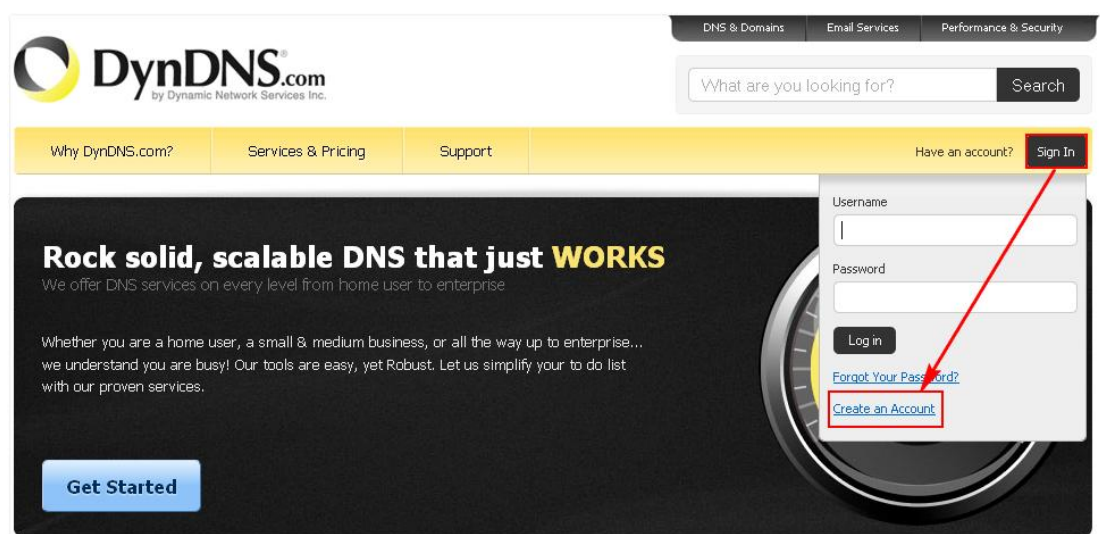 DNS & Domains Email Services Performance & Security
DynDNS.com
by Dynamic Network Services Inc.
What are you looking for? Search
Why DynDNS.com? Services & Pricing Support Have an account? Sign In
Username
Password
Log in
Forgot Your Password?
Create an Account
Rock solid, scalable DNS that just WORKS
We offer DNS services on every level from home user to enterprise
Whether you are a home user, a small & medium business, or all the way up to enterprise...
we understand you are busy! Our tools are easy, yet Robust. Let us simplify your to do list
with our proven services.
Get Started